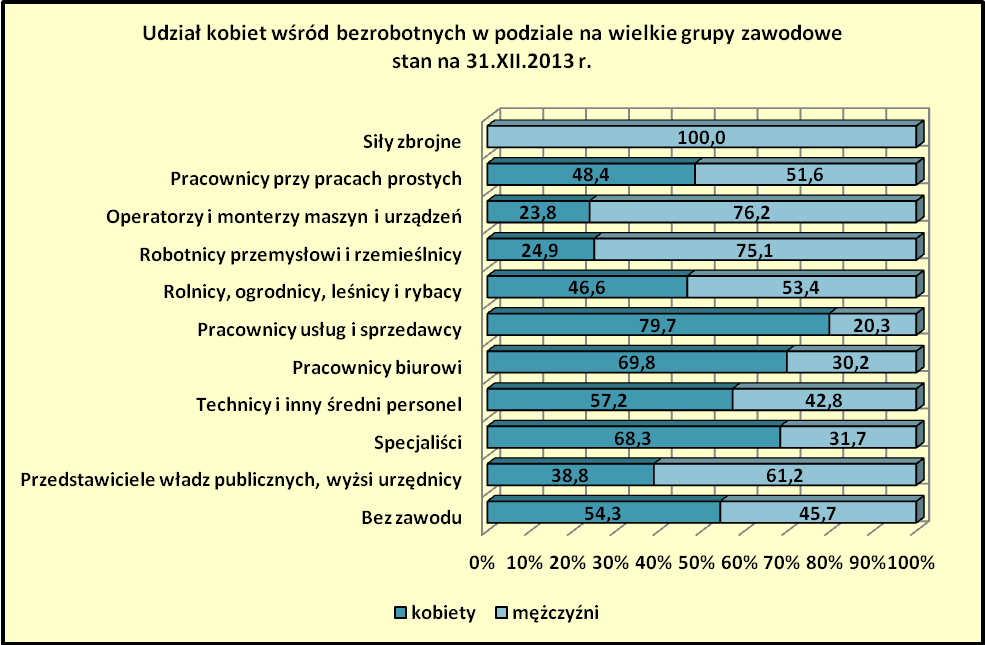 Udział kobiet wśród bezrobotnych w podziale na wielkie grupy zawodowe
stan na 31.XII.2013 r.
Siły zbrojne 100,0
Pracownicy przy pracach prostych 48,4 51,6
Operatorzy i monterzy maszyn i urządzeń 23,8 76,2
Robotnicy przemysłowi i rzemieślnicy 24,9 75,1
Rolnicy, ogrodnicy, leśnicy i rybacy 46,6 53,4
Pracownicy usług i sprzedawcy 79,7 20,3
Pracownicy biurowi 69,8 30,2
Technicy i inny średni personel 57,2 42,8
Specjaliści 68,3 31,7
Przedstawiciele władz publicznych, wyżsi urzędnicy 38,8 61,2
Bez zawodu 54,3 45,7
0% 10% 20% 30% 40% 50% 60% 70% 80% 90% 100%
kobiety mężczyźni